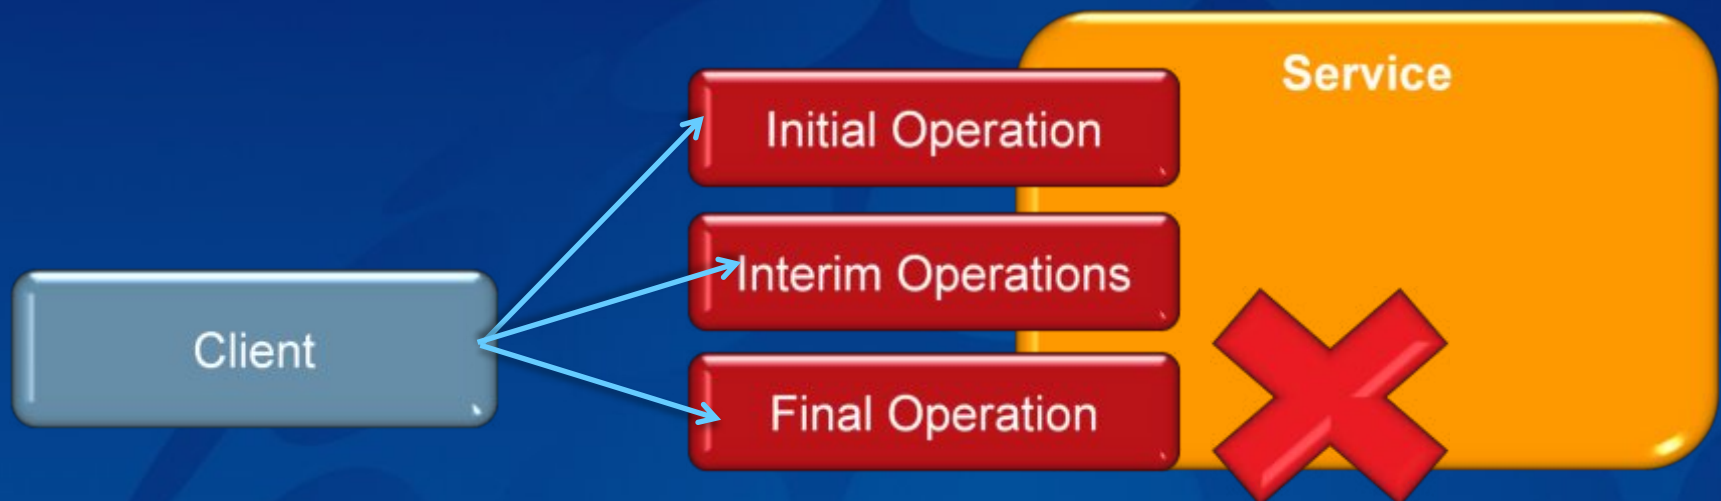 Service
Initial Operation
Interim Operations
Client
Final Operation